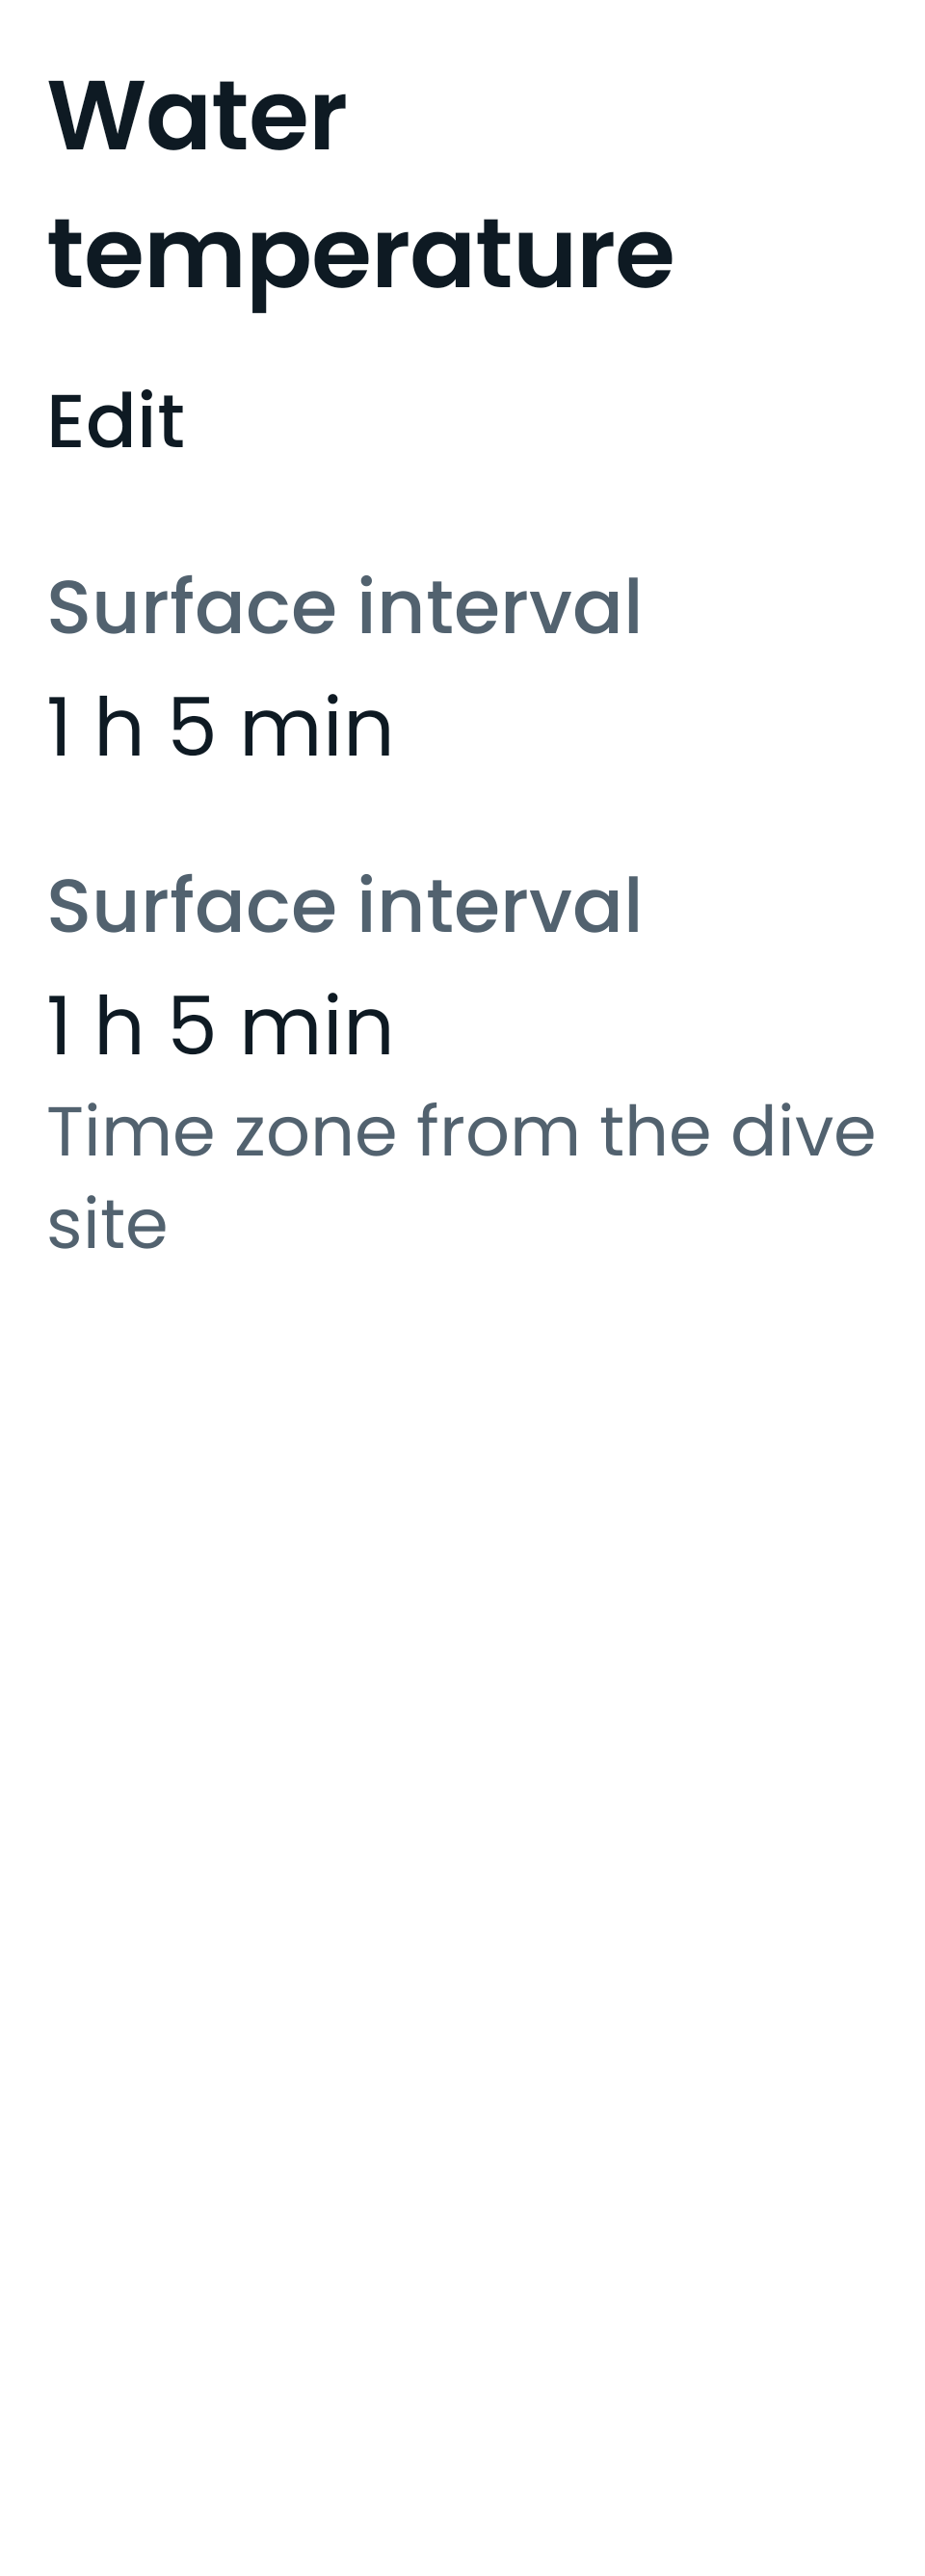 Water
temperature
Edit
Surface interval
1 h 5 min
Surface interval
1 h 5 min
Time zone from the dive
site